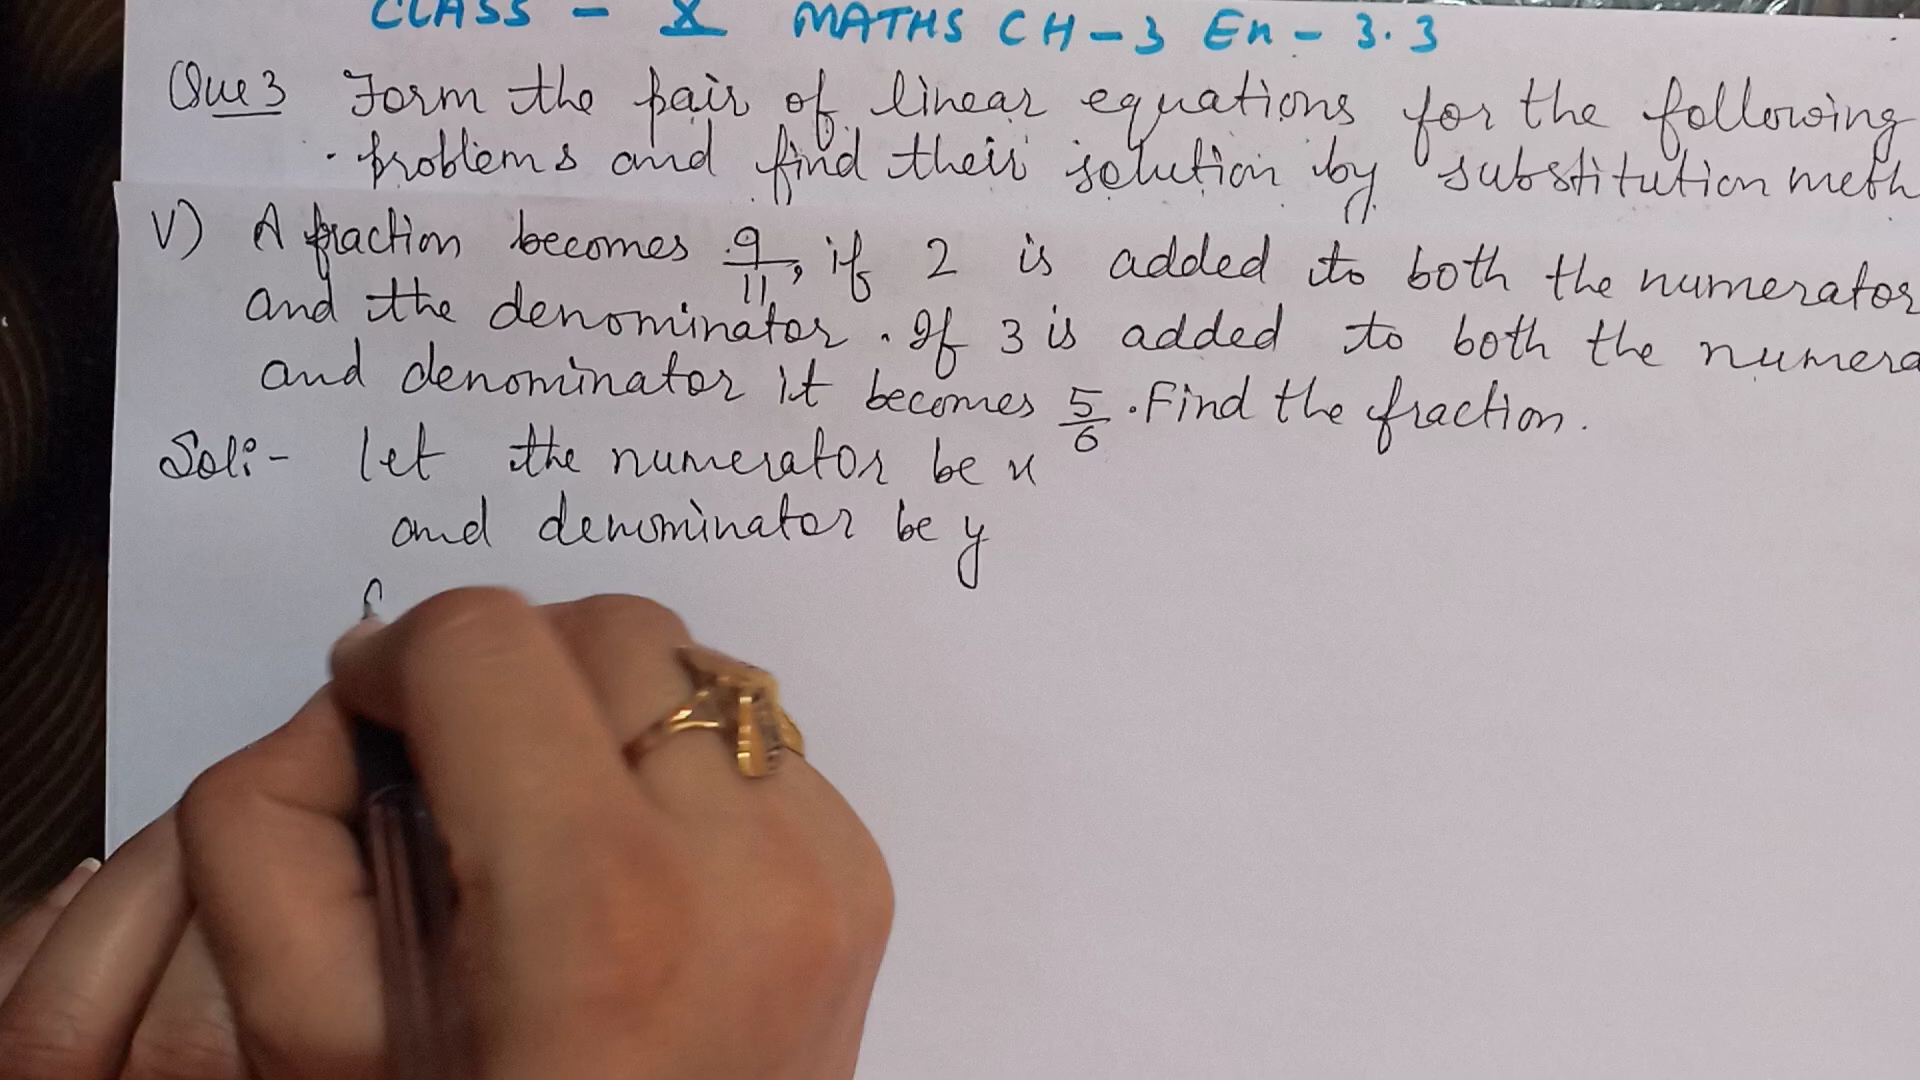 CLASS - X MATHS CH-3 Ex - 3.3
Que 3 Form the pair of linear equations for the following
problems and find their solution by substitution meth
V) A fraction becomes 9/11, if 2 is added to both the numerator
and the denominator. If 3 is added to both the numera
and denominator it becomes 5/6. Find the fraction.
Sol:- let the numerator be x
and denominator be y